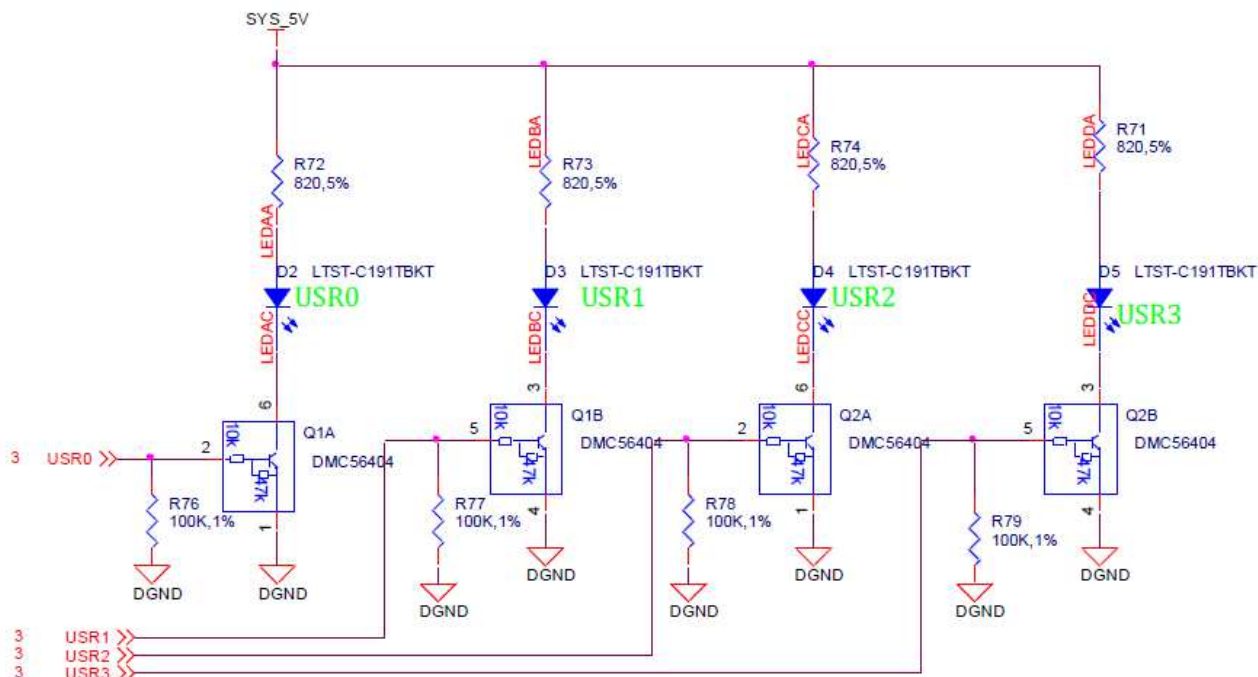 SYS_5V
R72
820,5%
LEDAA
D2 LTST-C191TBKT
USR0
LEDAC
6
Q1A
10k
2
47k
DMC56404
1
3 USR0
R76
100K,1%
DGND
DGND
LEDBA
R73
820,5%
D3 LTST-C191TBKT
USR1
LEDBC
3
Q1B
10k
5
47k
DMC56404
4
R77
100K,1%
DGND
DGND
LEDCA
R74
820,5%
D4 LTST-C191TBKT
USR2
LEDCC
6
Q2A
10k
2
47k
DMC56404
1
R78
100K,1%
DGND
DGND
LEDDA
R71
820,5%
D5 LTST-C191TBKT
USR3
LEDDC
3
Q2B
10k
5
47k
DMC56404
4
R79
100K,1%
DGND
DGND
3 USR1
3 USR2
3 USR3